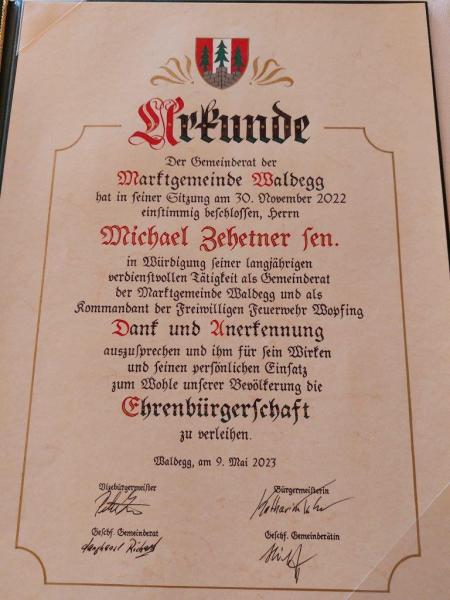 Urkunde
Der Gemeinderat der
Marktgemeinde Waldegg
hat in seiner Sitzung am 30. November 2022
einstimmig beschlossen, Herrn
Michael Zehetner sen.
in Würdigung seiner langjährigen
verdienstvollen Tätigkeit als Gemeinderat
der Marktgemeinde Waldegg und als
Kommandant der Freiwilligen Feuerwehr Wopfing
Dank und Anerkennung
auszusprechen und ihm für sein Wirken
und seinen persönlichen Einsatz
zum Wohle unserer Bevölkerung die
Ehrenbürgerschaft
zu verleihen.
Waldegg, am 9. Mai 2023
Vizebürgermeister
Bürgermeisterin
Geschf. Gemeinderat
Geschf. Gemeinderätin